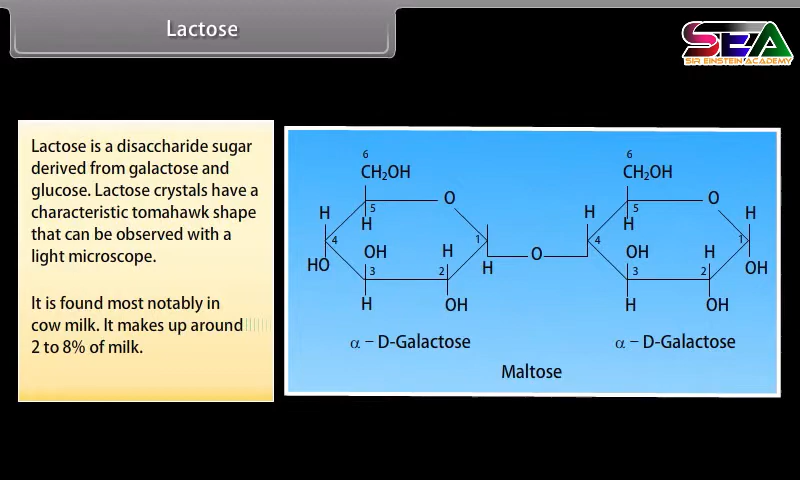 Lactose
SEA
SIR EINSTEIN ACADEMY
Lactose is a disaccharide sugar
derived from galactose and
glucose. Lactose crystals have a
characteristic tomahawk shape
that can be observed with a
light microscope.
It is found most notably in
cow milk. It makes up around
2 to 8% of milk.
6 6
CH₂OH CH₂OH
O O
5 5
H H H H
H H
4 OH H 1 O 4 OH H 1
HO 3 2 H 3 2 OH
H OH H OH
α – D-Galactose α – D-Galactose
Maltose